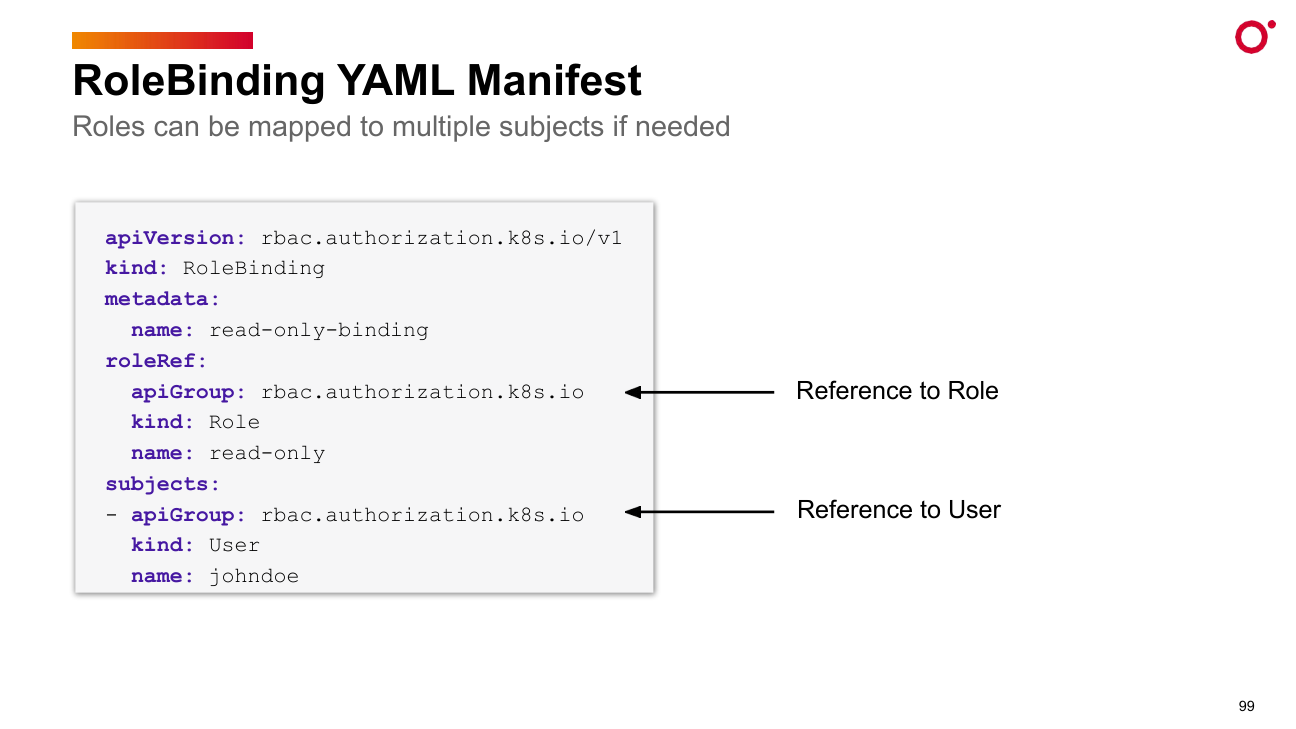 RoleBinding YAML Manifest
Roles can be mapped to multiple subjects if needed
apiVersion: rbac.authorization.k8s.io/v1
kind: RoleBinding
metadata:
  name: read-only-binding
roleRef:
  apiGroup: rbac.authorization.k8s.io
  kind: Role
  name: read-only
subjects:
- apiGroup: rbac.authorization.k8s.io
  kind: User
  name: johndoe
Reference to Role
Reference to User
99